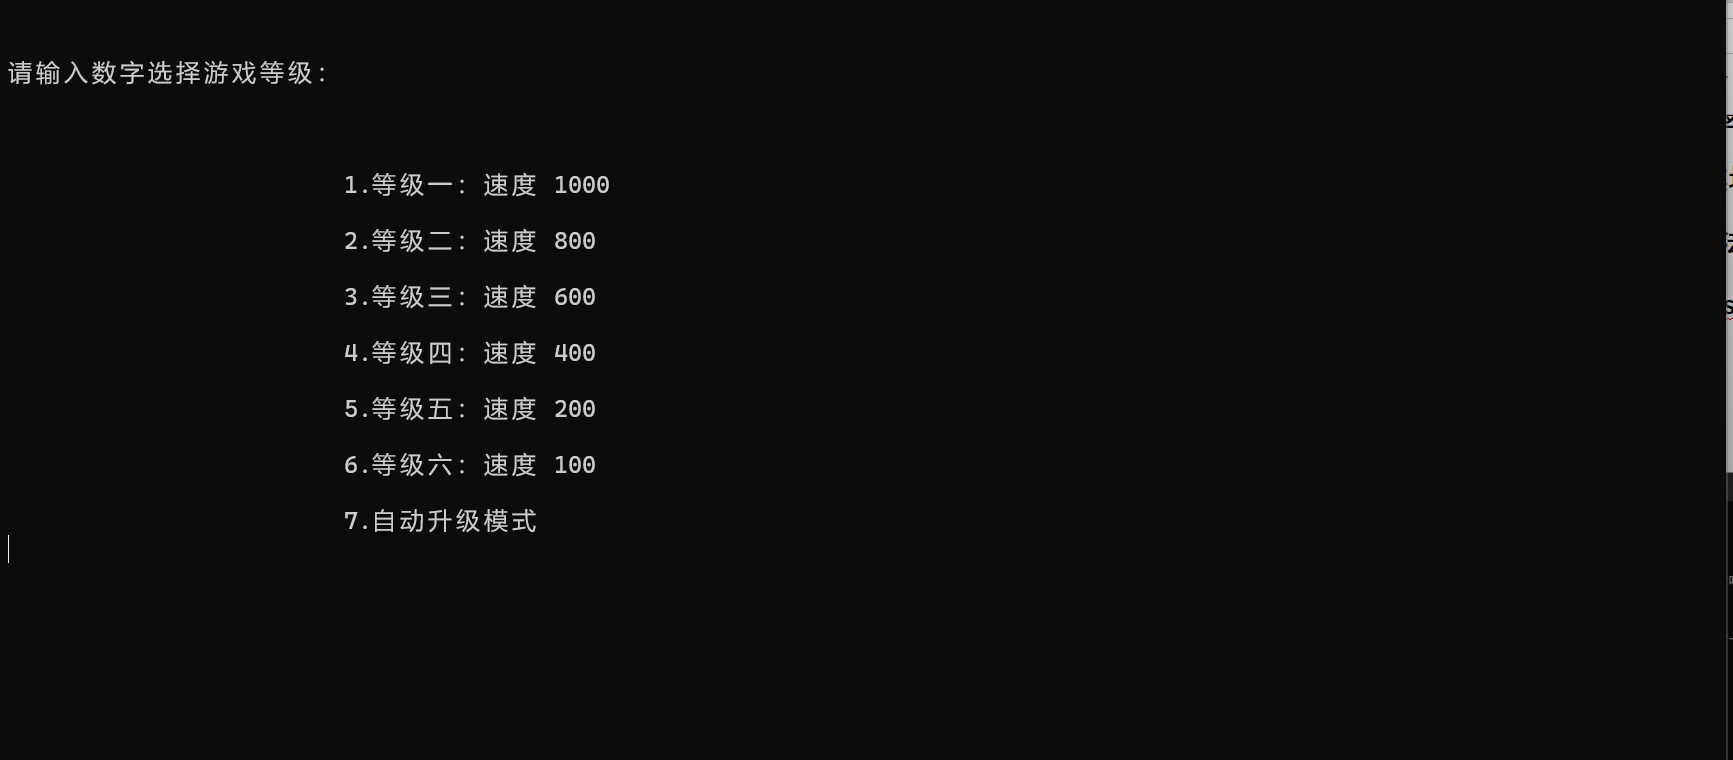 请输入数字选择游戏等级：
1.等级一：速度 1000
2.等级二：速度 800
3.等级三：速度 600
4.等级四：速度 400
5.等级五：速度 200
6.等级六：速度 100
7.自动升级模式